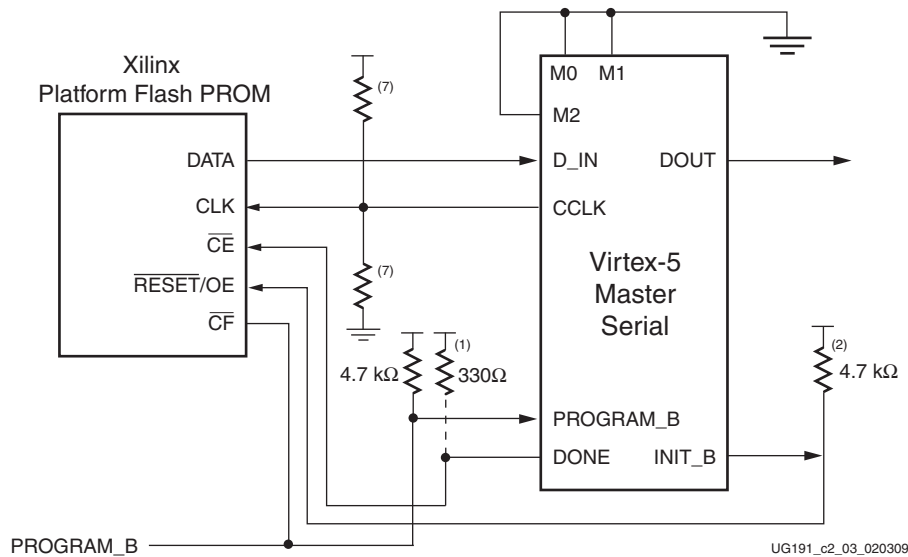 Xilinx
Platform Flash PROM
DATA
CLK
CE
RESET/OE
CF
(7)
(7)
4.7 kΩ
(1)
330Ω
M0 M1
M2
D_IN DOUT
CCLK
Virtex-5
Master
Serial
PROGRAM_B
DONE INIT_B
(2)
4.7 kΩ
PROGRAM_B
UG191_c2_03_020309